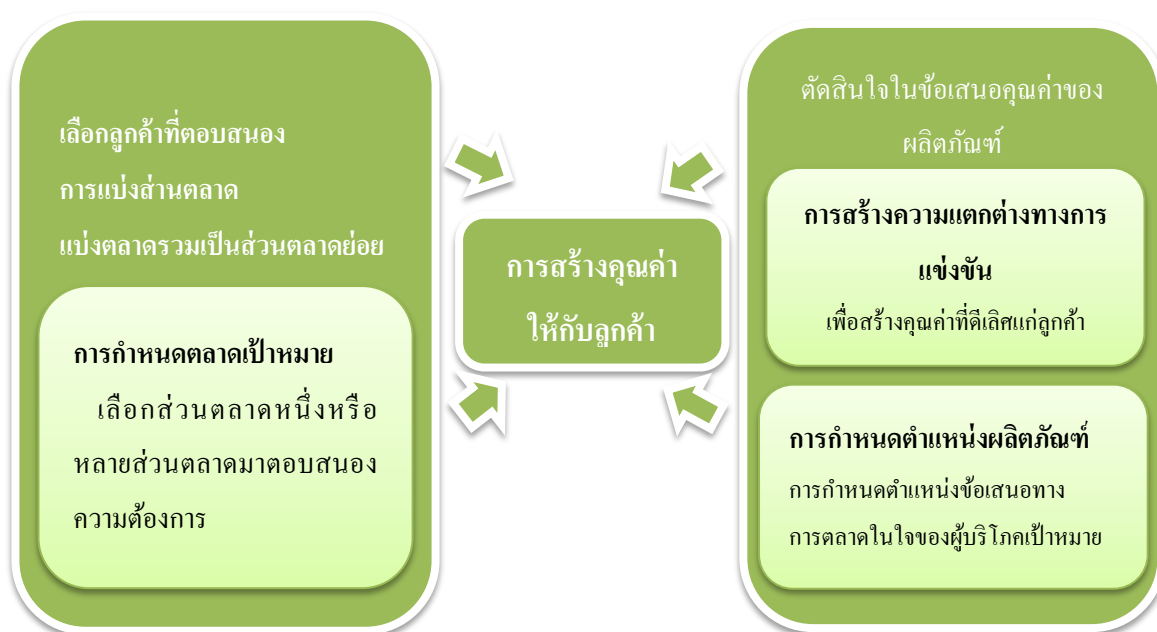 เลือกลูกค้าที่ตอบสนอง
การแบ่งส่านตลาด
แบ่งตลาดรวมเป็นส่วนตลาดย่อย
การกำหนดตลาดเป้าหมาย
เลือกส่วนตลาดหนึ่งหรือ
หลายส่วนตลาดมาตอบสนอง
ความต้องการ
การสร้างคุณค่า
ให้กับลูกค้า
ตัดสินใจในข้อเสนอคุณค่าของ
ผลิตภัณฑ์
การสร้างความแตกต่างทางการ
แข่งขัน
เพื่อสร้างคุณค่าที่ดีเลิศแก่ลูกค้า
การกำหนดตำแหน่งผลิตภัณฑ์
การกำหนดตำแหน่งข้อเสนอทาง
การตลาดในใจของผู้บริโภคเป้าหมาย